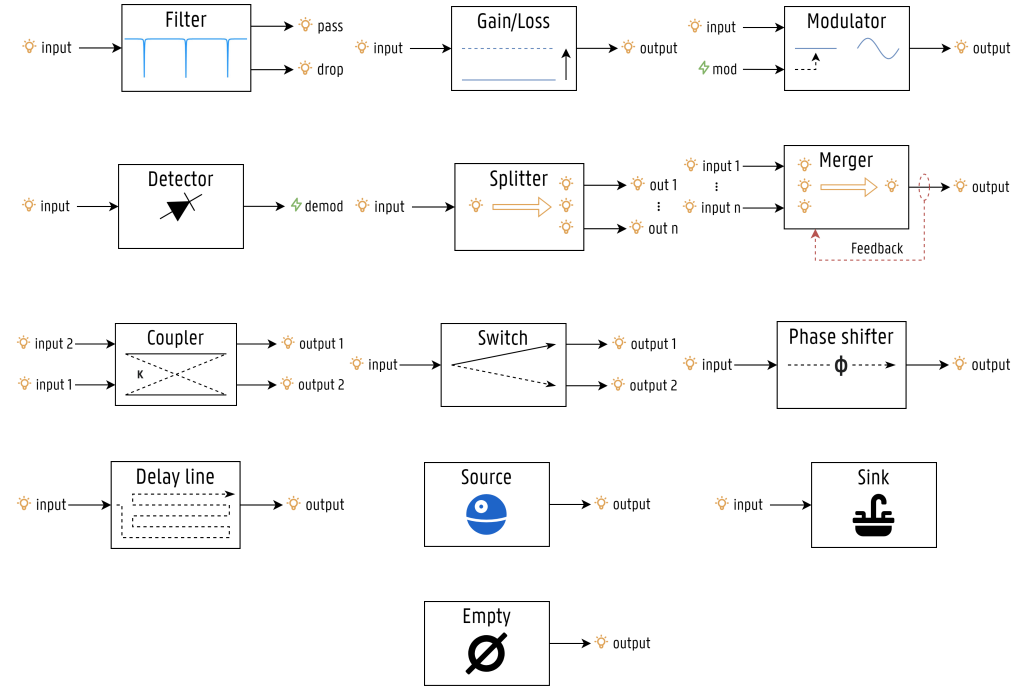 Filter
input
pass
drop
Gain/Loss
input
output
Modulator
input
mod
output
Detector
input
demod
Splitter
input
out 1
out n
Merger
input 1
input n
output
Feedback
Coupler
input 2
input 1
κ
output 1
output 2
Switch
input
output 1
output 2
Phase shifter
input
ϕ
output
Delay line
input
output
Source
output
Sink
input
Empty
output